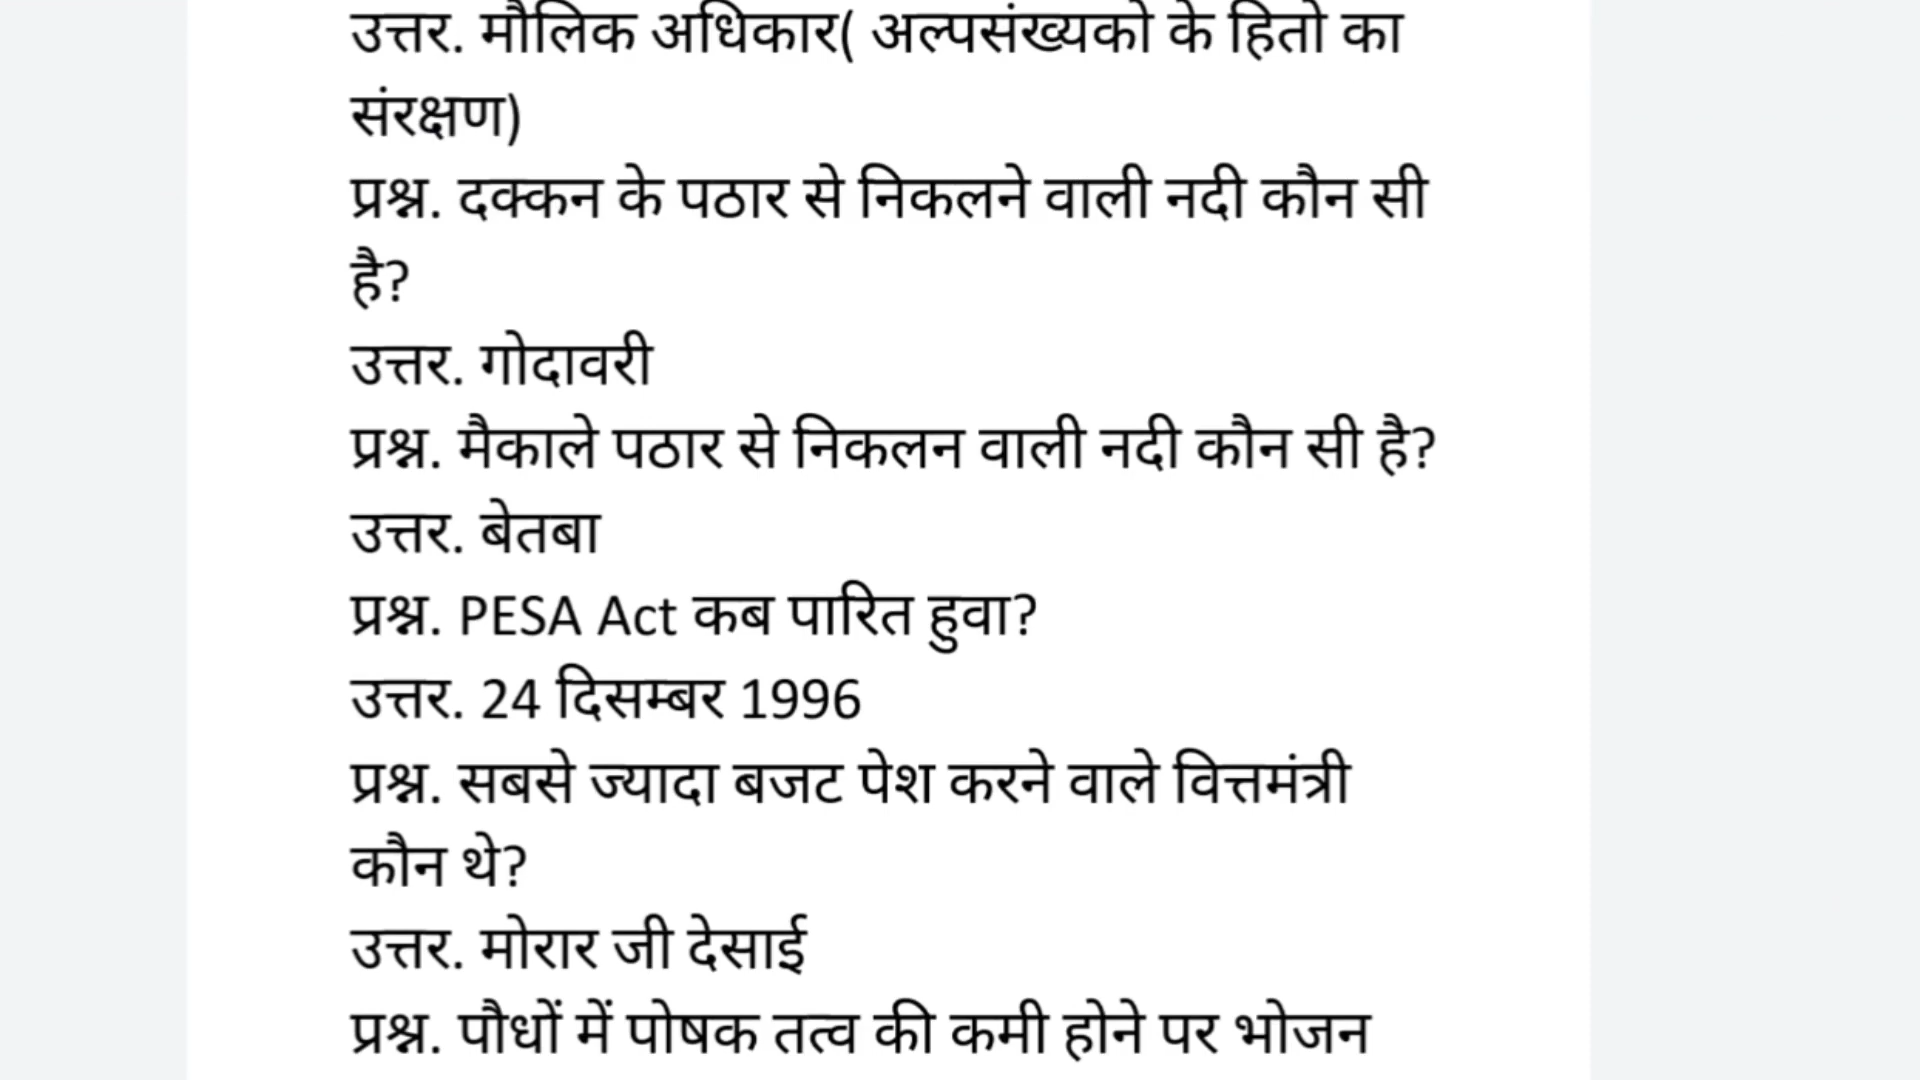 उत्तर. मौलिक अधिकार( अल्पसंख्यको के हितो का
संरक्षण)
प्रश्न. दक्कन के पठार से निकलने वाली नदी कौन सी
है?
उत्तर. गोदावरी
प्रश्न. मैकाले पठार से निकलन वाली नदी कौन सी है?
उत्तर. बेतबा
प्रश्न. PESA Act कब पारित हुवा?
उत्तर. 24 दिसम्बर 1996
प्रश्न. सबसे ज्यादा बजट पेश करने वाले वित्तमंत्री
कौन थे?
उत्तर. मोरार जी देसाई
प्रश्न. पौधों में पोषक तत्व की कमी होने पर भोजन